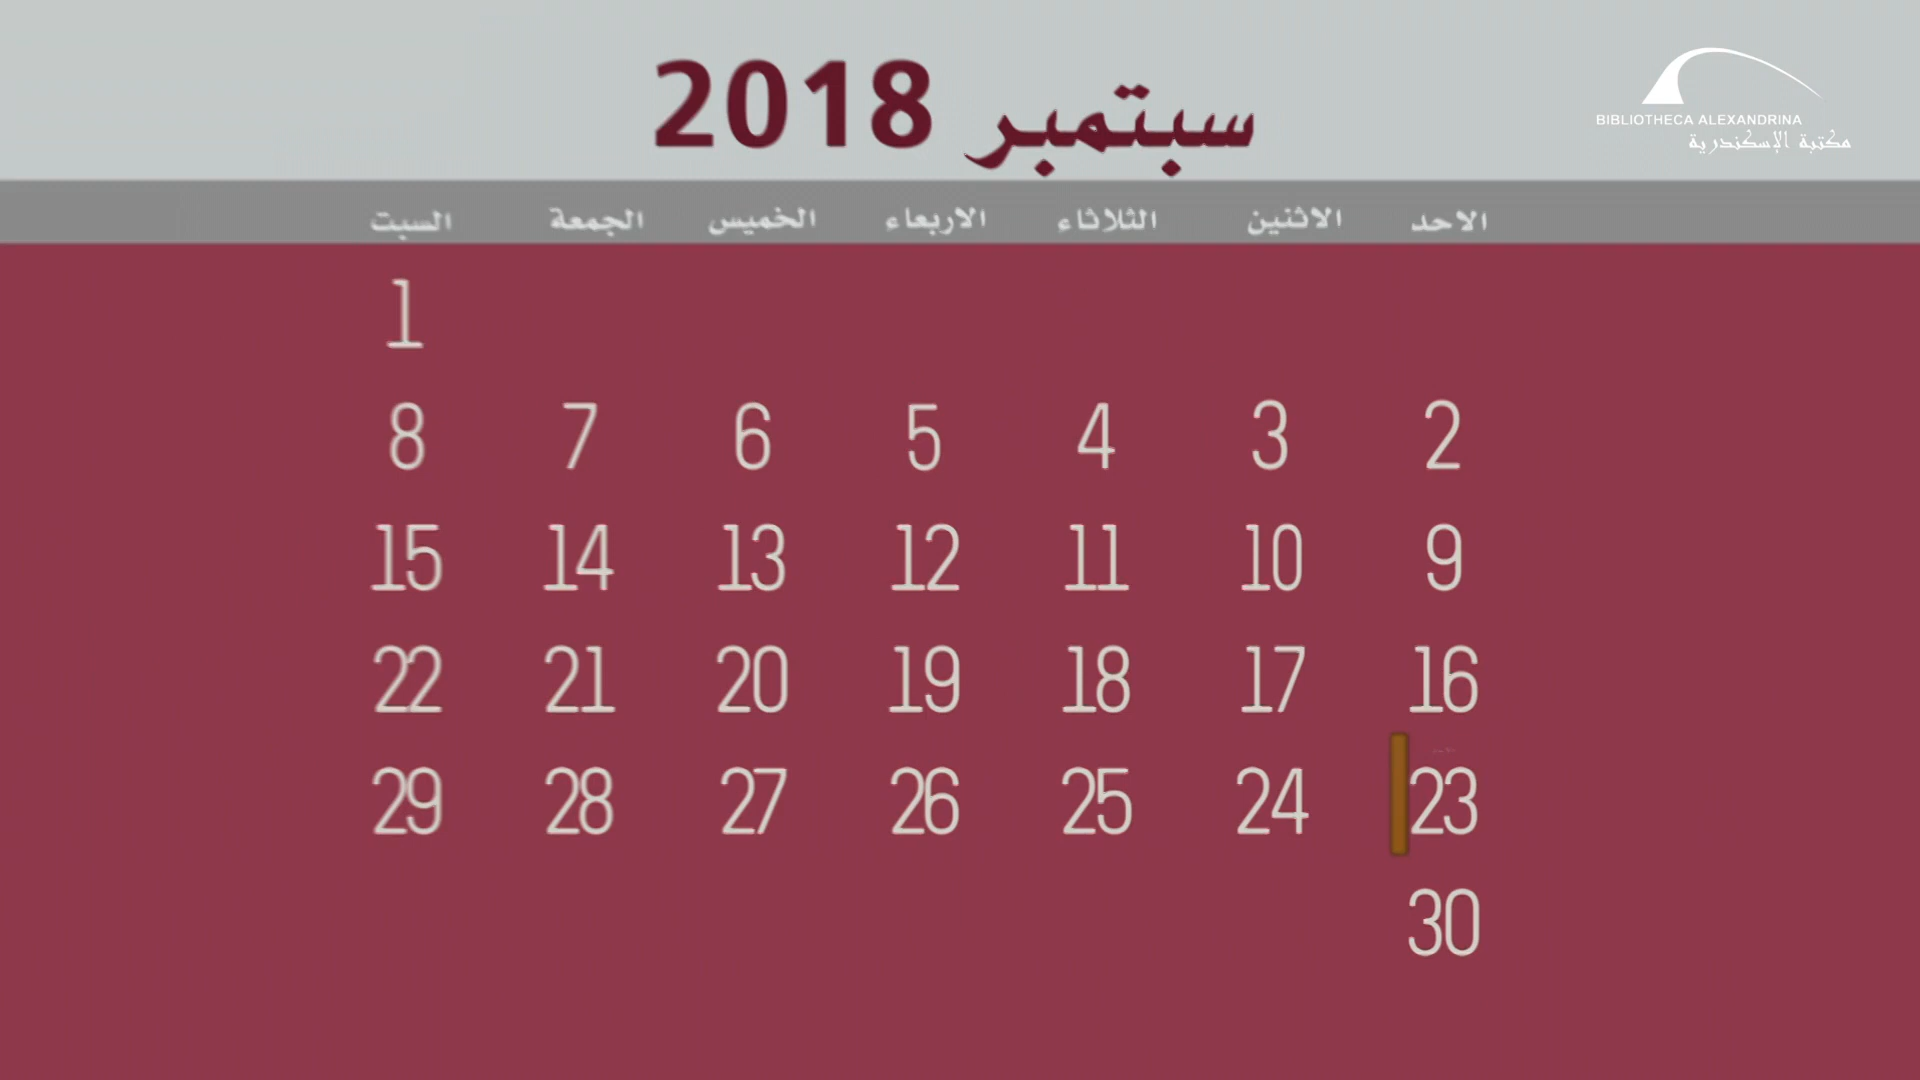 سبتمبر 2018
BIBLIOTHECA ALEXANDRINA
مكتبة الإسكندرية
الاحد الاثنين الثلاثاء الاربعاء الخميس الجمعة السبت
1
2 3 4 5 6 7 8
9 10 11 12 13 14 15
16 17 18 19 20 21 22
23 24 25 26 27 28 29
30